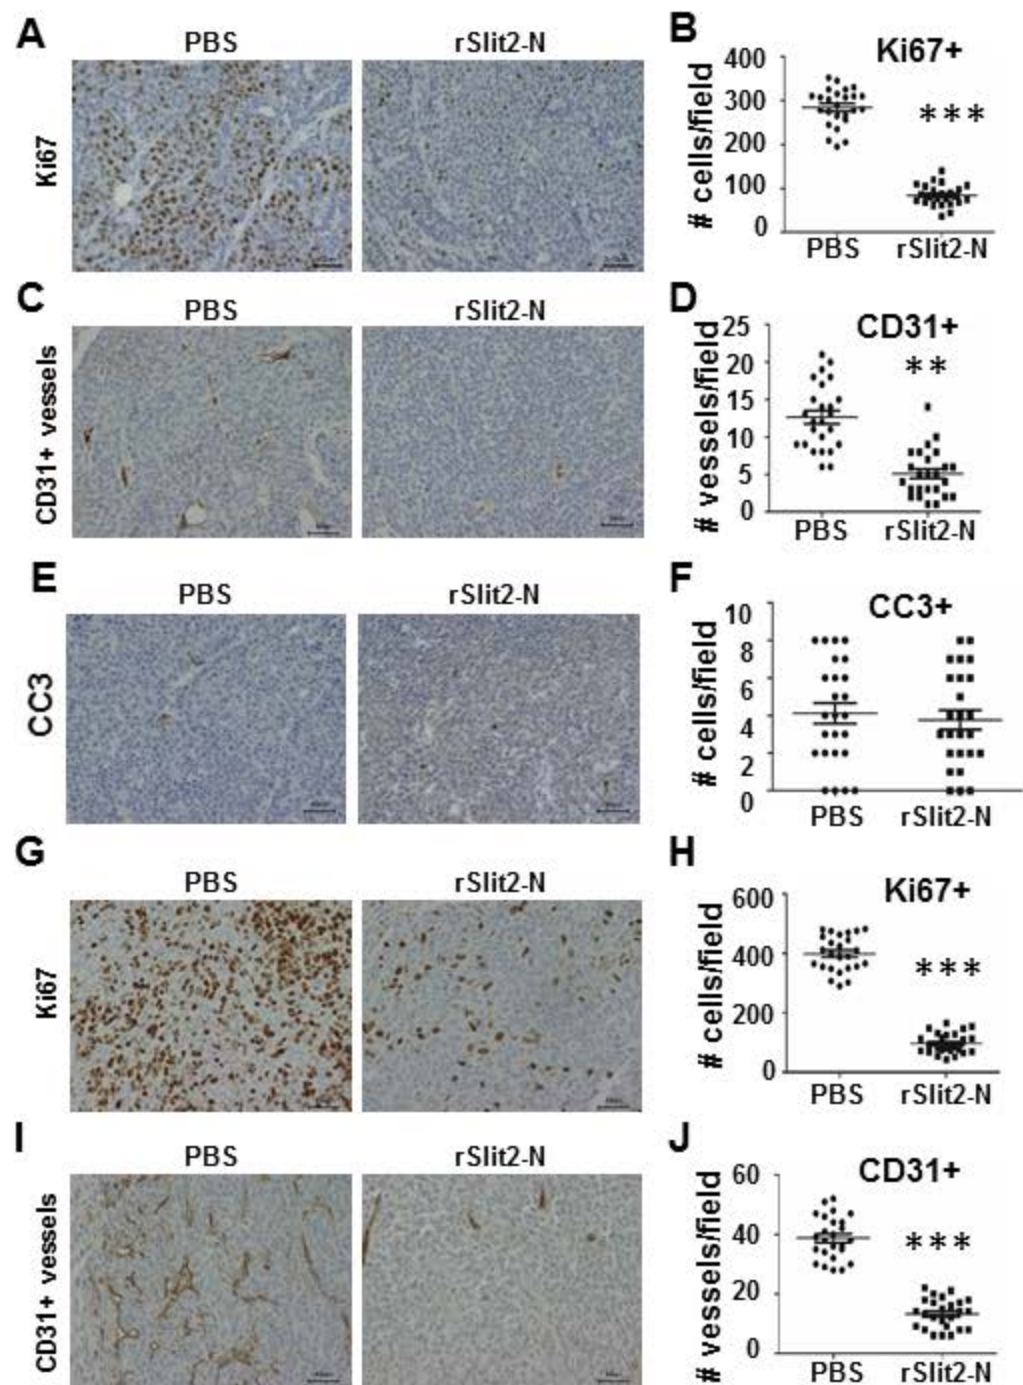 A
PBS
rSlit2-N
Ki67
B
Ki67+
# cells/field
400
300
200
100
0
***
PBS
rSlit2-N
C
PBS
rSlit2-N
CD31+ vessels
D
CD31+
# vessels/field
25
20
15
10
5
0
**
PBS
rSlit2-N
E
PBS
rSlit2-N
CC3
F
CC3+
# cells/field
10
8
6
4
2
0
PBS
rSlit2-N
G
PBS
rSlit2-N
Ki67
H
Ki67+
# cells/field
600
400
200
0
***
PBS
rSlit2-N
I
PBS
rSlit2-N
CD31+ vessels
J
CD31+
# vessels/field
60
40
20
0
***
PBS
rSlit2-N